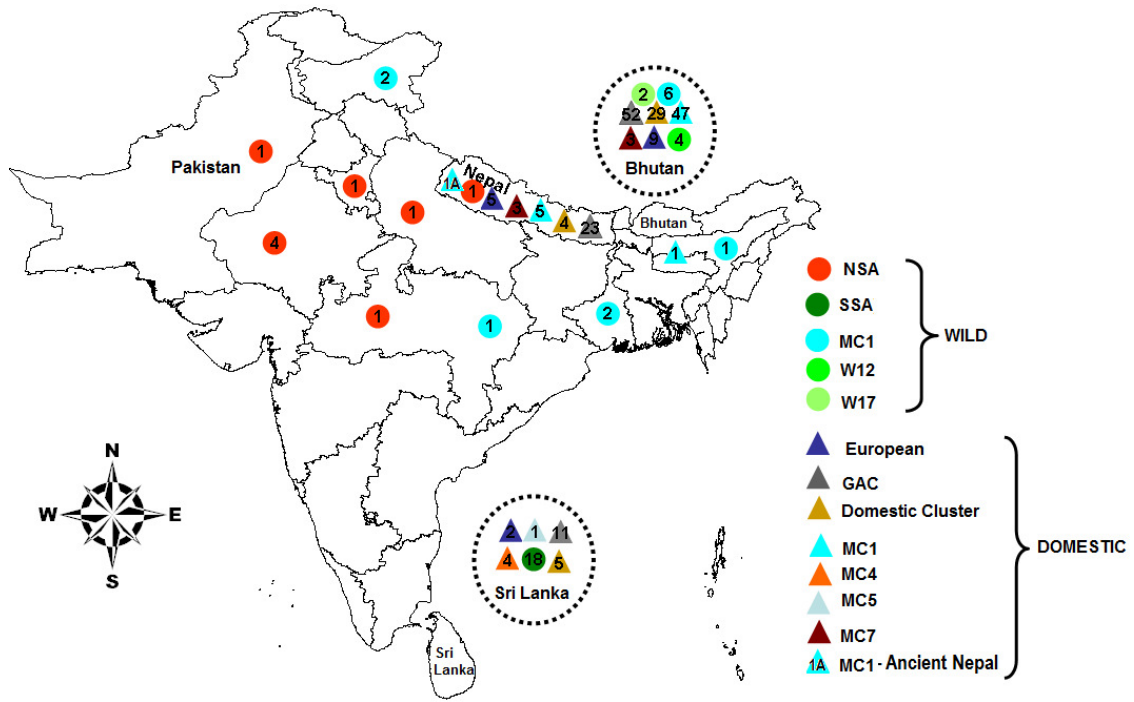 2
2 6
52 29 47
3 9 4
Bhutan
1
Pakistan
Nepal
1A 1
5 3 5 4 23
1
1
4
Bhutan
1 1
1 1 2
NSA
SSA
MC1
W12
W17
WILD
European
GAC
Domestic Cluster
MC1
MC4
MC5
MC7
1A MC1 - Ancient Nepal
DOMESTIC
N
W E
S
2 1 11
4 18 5
Sri Lanka
Sri
Lanka